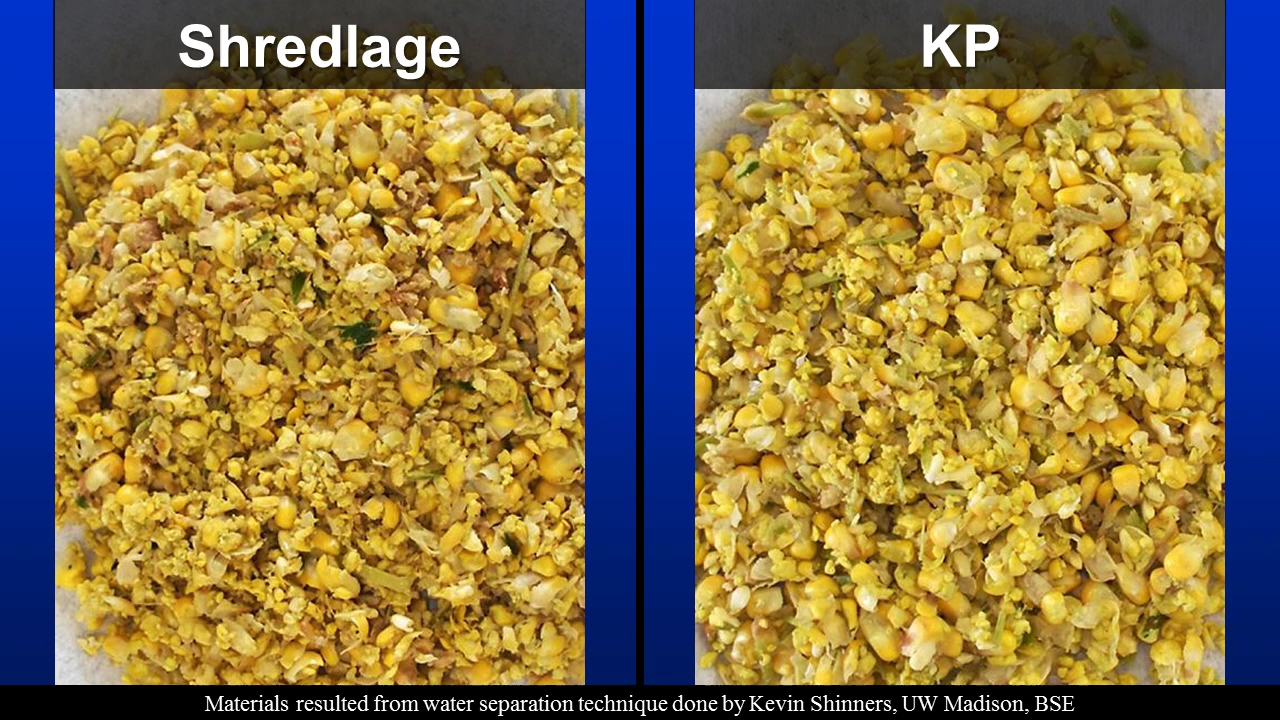 Shredlage
KP
Materials resulted from water separation technique done by Kevin Shinners, UW Madison, BSE